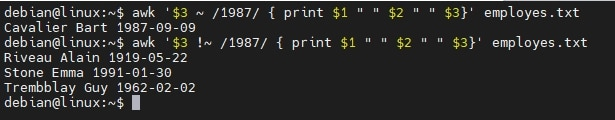 debian@linux:~$ awk '$3 ~ /1987/ { print $1 " " $2 " " $3}' employes.txt
Cavalier Bart 1987-09-09
debian@linux:~$ awk '$3 !~ /1987/ { print $1 " " $2 " " $3}' employes.txt
Riveau Alain 1919-05-22
Stone Emma 1991-01-30
Trembblay Guy 1962-02-02
debian@linux:~$